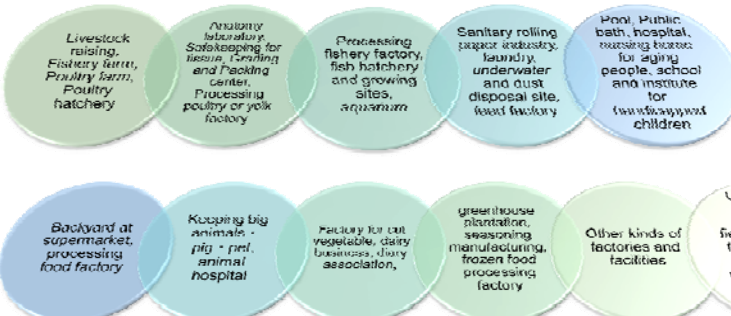 Livestock
raising,
Fishery farm,
Poultry farm,
Poultry
hatchery
Anatomy
laboratory,
Safekeeping for
tissue, Grading
and Packing
center,
Processing
poultry or yolk
factory
Processing
fishery factory,
fish hatchery
and growing
sites,
aquarium
Sanitary rolling
paper industry,
laundry,
underwater
and dust
disposal site,
feed factory
Pool, Public
bath, hospital,
nursing home
for aging
people, school
and institute
for
handicapped
children
Backyard at
supermarket,
processing
food factory
Keeping big
animals・
pig・pet,
animal
hospital
Factory for cut
vegetable, dairy
business, diary
association,
greenhouse
plantation,
seasoning
manufacturing,
frozen food
processing
factory
Other kinds of
factories and
facilities